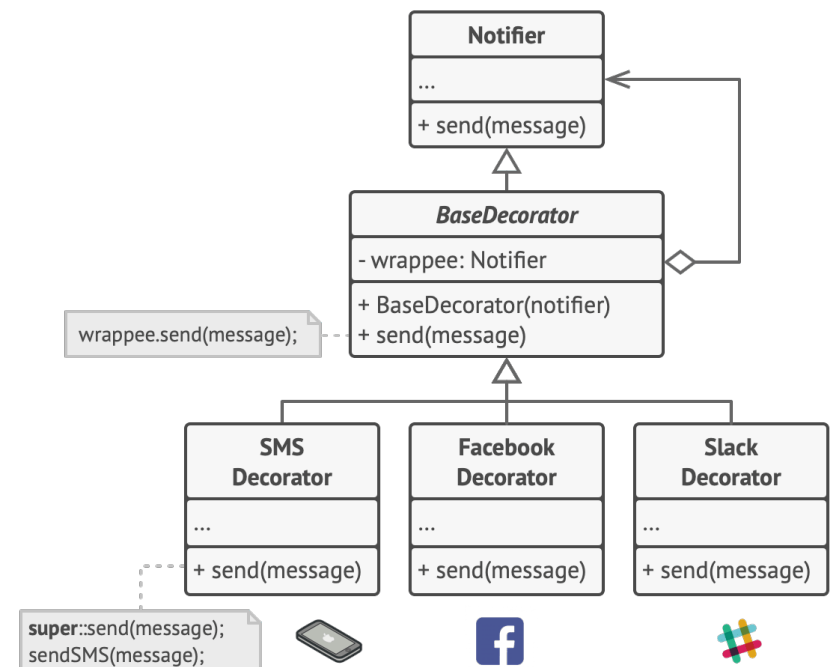 Notifier
...
+ send(message)
BaseDecorator
- wrappee: Notifier
+ BaseDecorator(notifier)
+ send(message)
wrappee.send(message);
SMS
Decorator
...
+ send(message)
Facebook
Decorator
...
+ send(message)
Slack
Decorator
...
+ send(message)
super::send(message);
sendSMS(message);